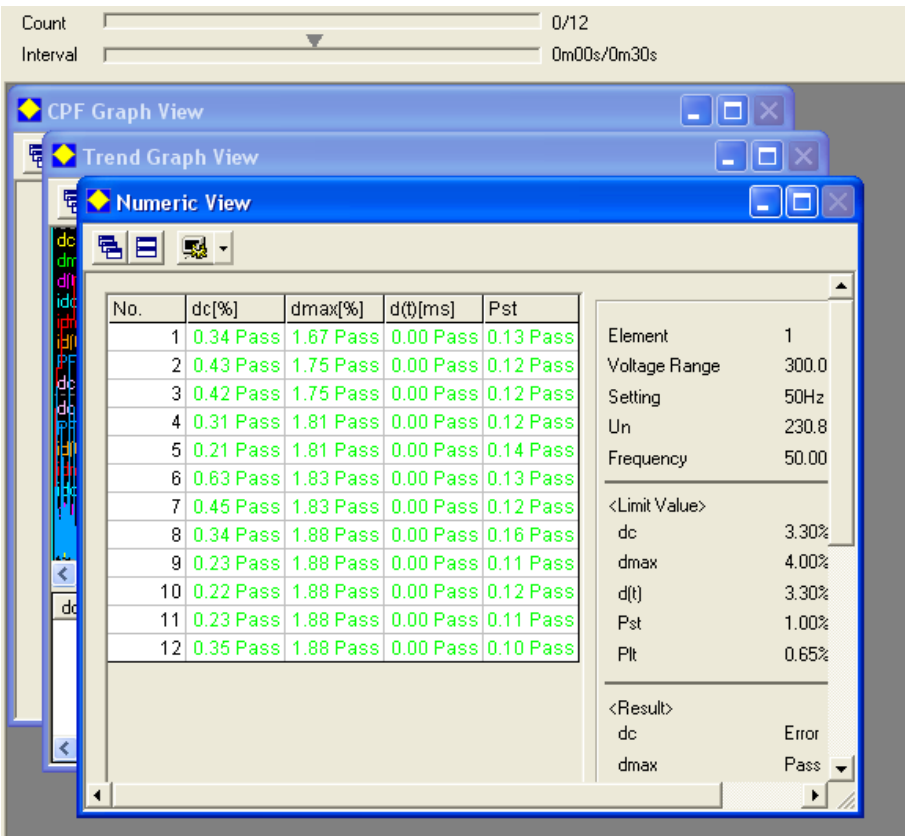 Count 0/12
Interval 0m00s/0m30s
CPF Graph View
Trend Graph View
Numeric View
No. dc[%] dmax[%] d(t)[ms] Pst
1 0.34 Pass 1.67 Pass 0.00 Pass 0.13 Pass
2 0.43 Pass 1.75 Pass 0.00 Pass 0.12 Pass
3 0.42 Pass 1.75 Pass 0.00 Pass 0.12 Pass
4 0.31 Pass 1.81 Pass 0.00 Pass 0.12 Pass
5 0.21 Pass 1.81 Pass 0.00 Pass 0.14 Pass
6 0.63 Pass 1.83 Pass 0.00 Pass 0.13 Pass
7 0.45 Pass 1.83 Pass 0.00 Pass 0.12 Pass
8 0.34 Pass 1.88 Pass 0.00 Pass 0.16 Pass
9 0.23 Pass 1.88 Pass 0.00 Pass 0.11 Pass
10 0.22 Pass 1.88 Pass 0.00 Pass 0.12 Pass
11 0.23 Pass 1.88 Pass 0.00 Pass 0.11 Pass
12 0.35 Pass 1.88 Pass 0.00 Pass 0.10 Pass
Element 1
Voltage Range 300.0
Setting 50Hz
Un 230.8
Frequency 50.00
<Limit Value>
dc 3.30%
dmax 4.00%
d(t) 3.30%
Pst 1.00%
Plt 0.65%
<Result>
dc Error
dmax Pass